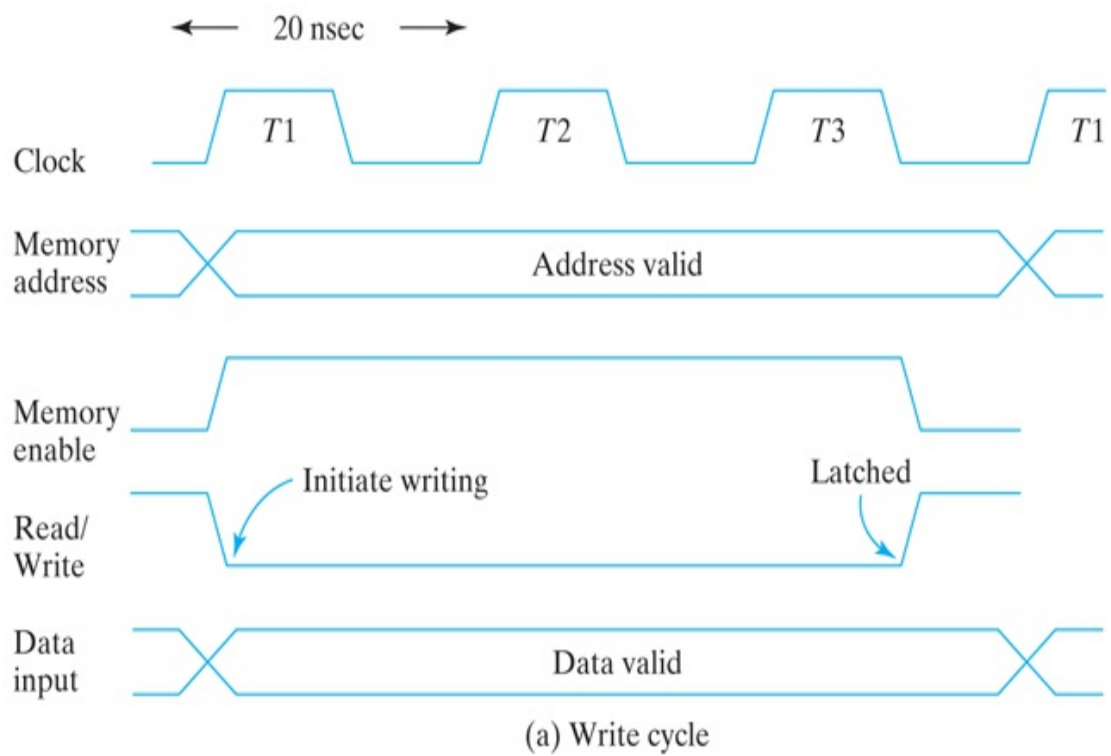 20 nsec
T1
T2
T3
T1
Clock
Memory
address
Address valid
Memory
enable
Initiate writing
Latched
Read/
Write
Data
input
Data valid
(a) Write cycle